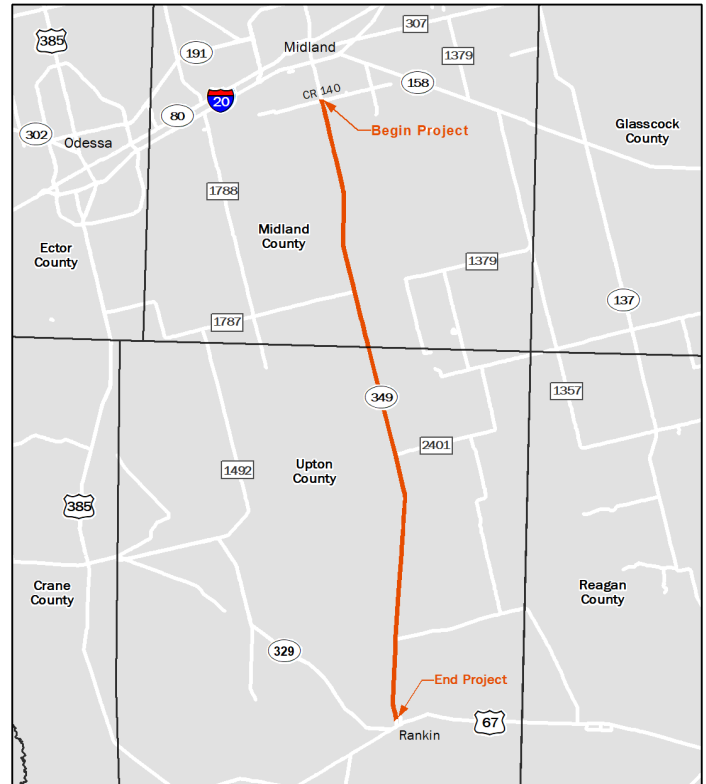 385
307
Midland
191
1379
158
CR 140
20
80
Begin Project
Glasscock
County
302
Odessa
1788
Midland
County
Ector
County
1379
137
1787
349
1357
2401
Upton
County
1492
385
Crane
County
Reagan
County
329
End Project
67
Rankin